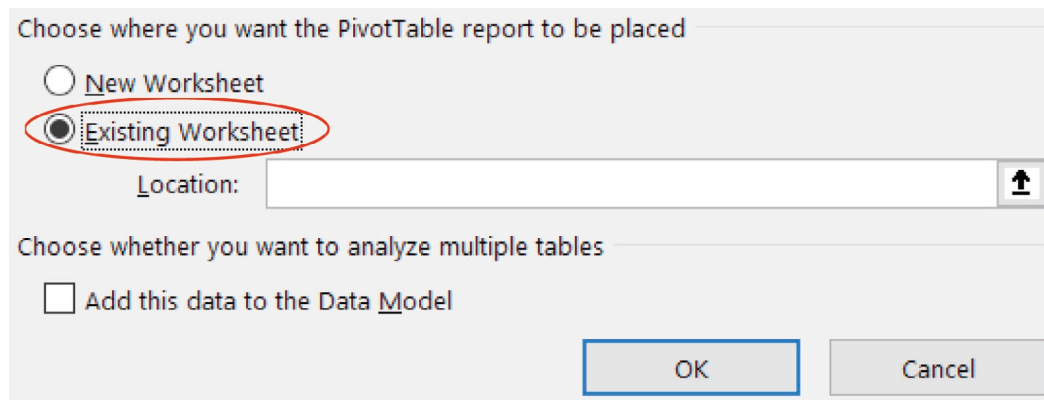 Choose where you want the PivotTable report to be placed
New Worksheet
Existing Worksheet
Location:
Choose whether you want to analyze multiple tables
Add this data to the Data Model
OK Cancel